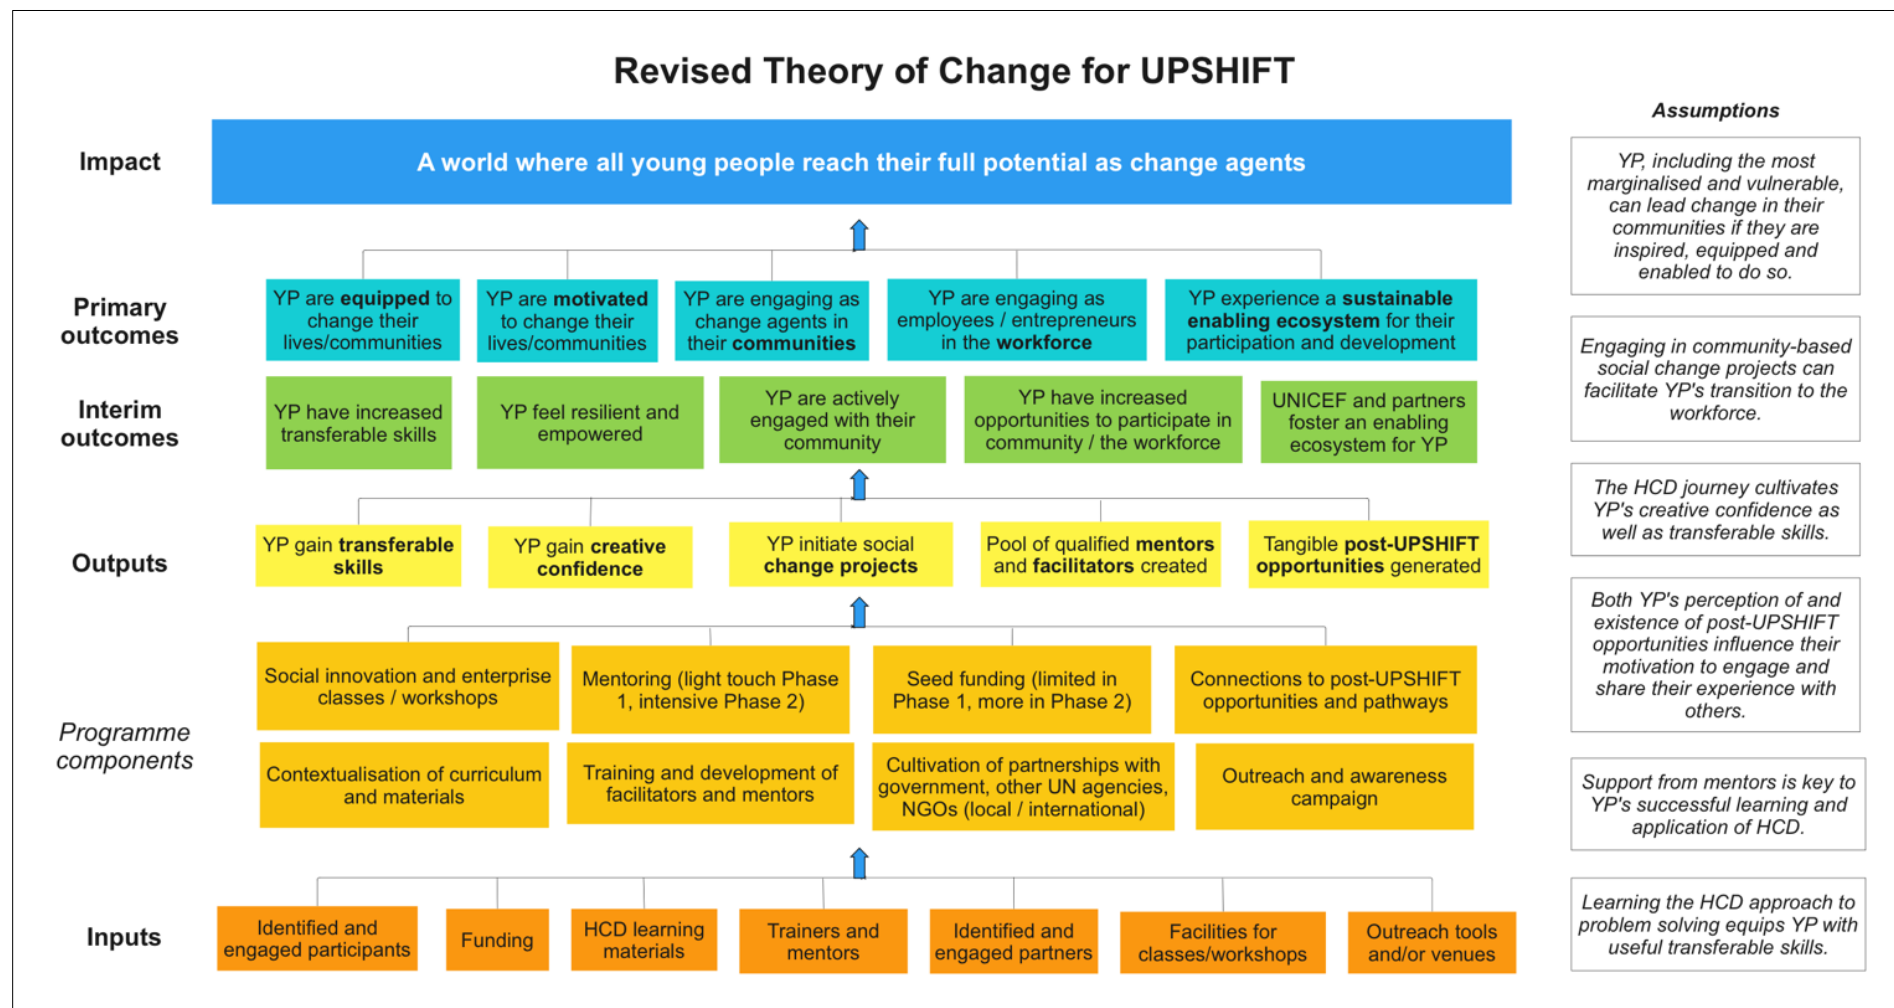 Revised Theory of Change for UPSHIFT
Impact
A world where all young people reach their full potential as change agents
Primary
outcomes
YP are equipped to
change their
lives/communities
YP are motivated
to change their
lives/communities
YP are engaging as
change agents in
their communities
YP are engaging as
employees / entrepreneurs
in the workforce
YP experience a sustainable
enabling ecosystem for their
participation and development
Interim
outcomes
YP have increased
transferable skills
YP feel resilient and
empowered
YP are actively
engaged with their
community
YP have increased
opportunities to participate in
community / the workforce
UNICEF and partners
foster an enabling
ecosystem for YP
Outputs
YP gain transferable
skills
YP gain creative
confidence
YP initiate social
change projects
Pool of qualified mentors
and facilitators created
Tangible post-UPSHIFT
opportunities generated
Programme
components
Social innovation and enterprise
classes / workshops
Mentoring (light touch Phase
1, intensive Phase 2)
Seed funding (limited in
Phase 1, more in Phase 2)
Connections to post-UPSHIFT
opportunities and pathways
Contextualisation of curriculum
and materials
Training and development of
facilitators and mentors
Cultivation of partnerships with
government, other UN agencies,
NGOs (local / international)
Outreach and awareness
campaign
Inputs
Identified and
engaged participants
Funding
HCD learning
materials
Trainers and
mentors
Identified and
engaged partners
Facilities for
classes/workshops
Outreach tools
and/or venues
Assumptions
YP, including the most
marginalised and vulnerable,
can lead change in their
communities if they are
inspired, equipped and
enabled to do so.
Engaging in community-based
social change projects can
facilitate YP's transition to the
workforce.
The HCD journey cultivates
YP's creative confidence as
well as transferable skills.
Both YP's perception of and
existence of post-UPSHIFT
opportunities influence their
motivation to engage and
share their experience with
others.
Support from mentors is key to
YP's successful learning and
application of HCD.
Learning the HCD approach to
problem solving equips YP with
useful transferable skills.